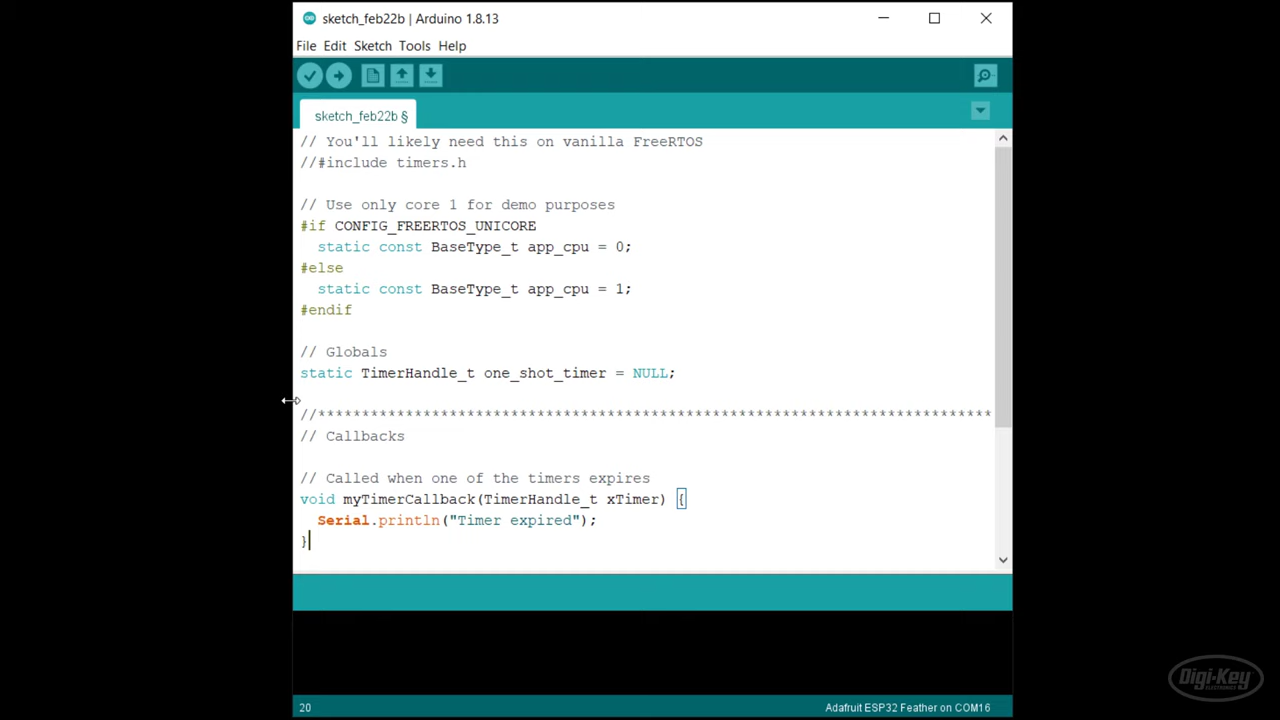 sketch_feb22b | Arduino 1.8.13
File Edit Sketch Tools Help
sketch_feb22b §
// You'll likely need this on vanilla FreeRTOS
//#include timers.h
// Use only core 1 for demo purposes
#if CONFIG_FREERTOS_UNICORE
  static const BaseType_t app_cpu = 0;
#else
  static const BaseType_t app_cpu = 1;
#endif
// Globals
static TimerHandle_t one_shot_timer = NULL;
//*****************************************************************************
// Callbacks
// Called when one of the timers expires
void myTimerCallback(TimerHandle_t xTimer) {
  Serial.println("Timer expired");
}
20
Adafruit ESP32 Feather on COM16
Digi-Key
ELECTRONICS